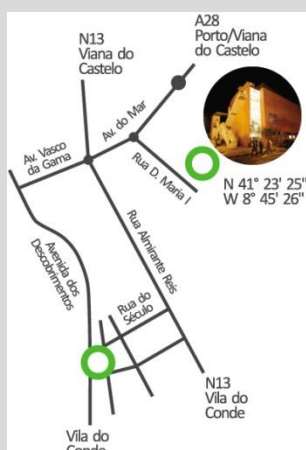 A28
Porto/Viana
do Castelo
N13
Viana do
Castelo
Av. do Mar
Av. Vasco
da Gama
Rua D. Maria I
N 41° 23' 25"
W 8° 45' 26"
Rua Almirante Reis
Avenida dos
Descobrimentos
Rua do
Século
N13
Vila do
Conde
Vila do
Conde